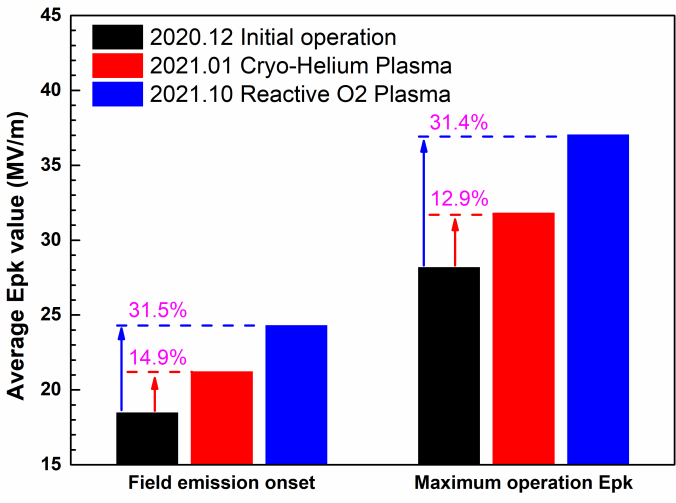 2020.12 Initial operation
2021.01 Cryo-Helium Plasma
2021.10 Reactive O2 Plasma
45
40
35
30
25
20
15
Average Epk value (MV/m)
31.5%
14.9%
31.4%
12.9%
Field emission onset
Maximum operation Epk